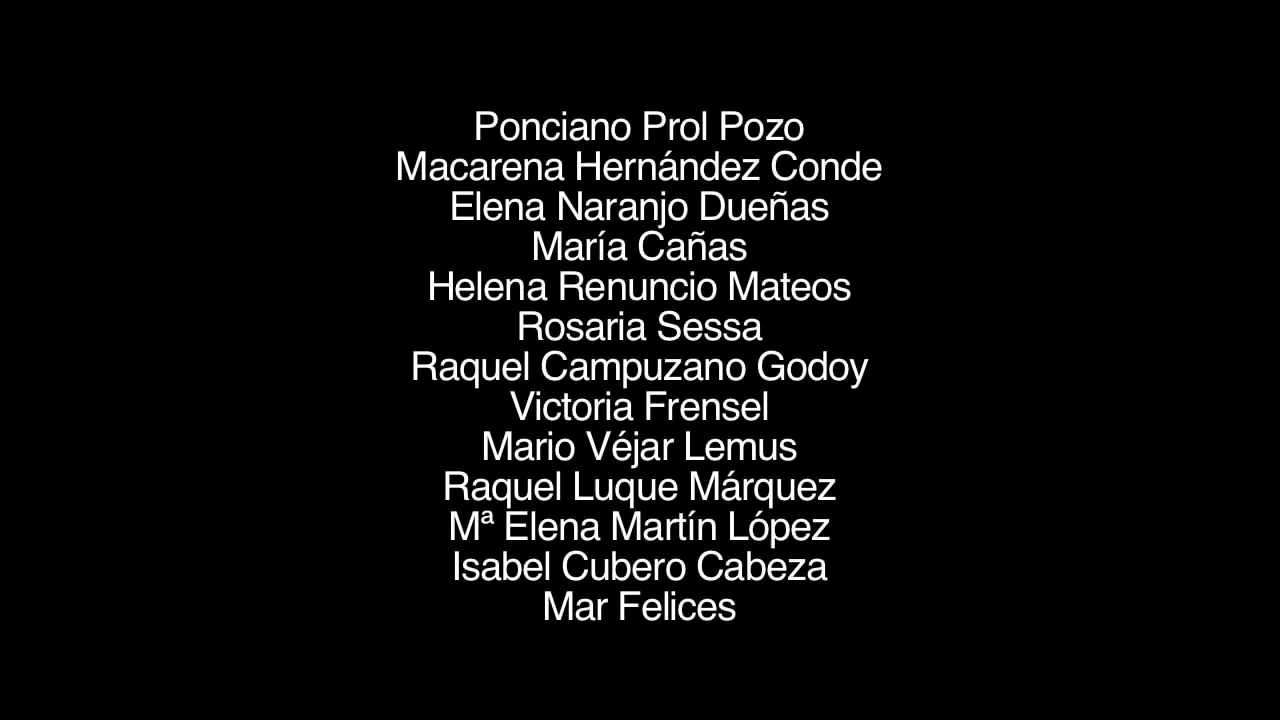 Ponciano Prol Pozo
Macarena Hernández Conde
Elena Naranjo Dueñas
María Cañas
Helena Renuncio Mateos
Rosaria Sessa
Raquel Campuzano Godoy
Victoria Frensel
Mario Véjar Lemus
Raquel Luque Márquez
Mª Elena Martín López
Isabel Cubero Cabeza
Mar Felices